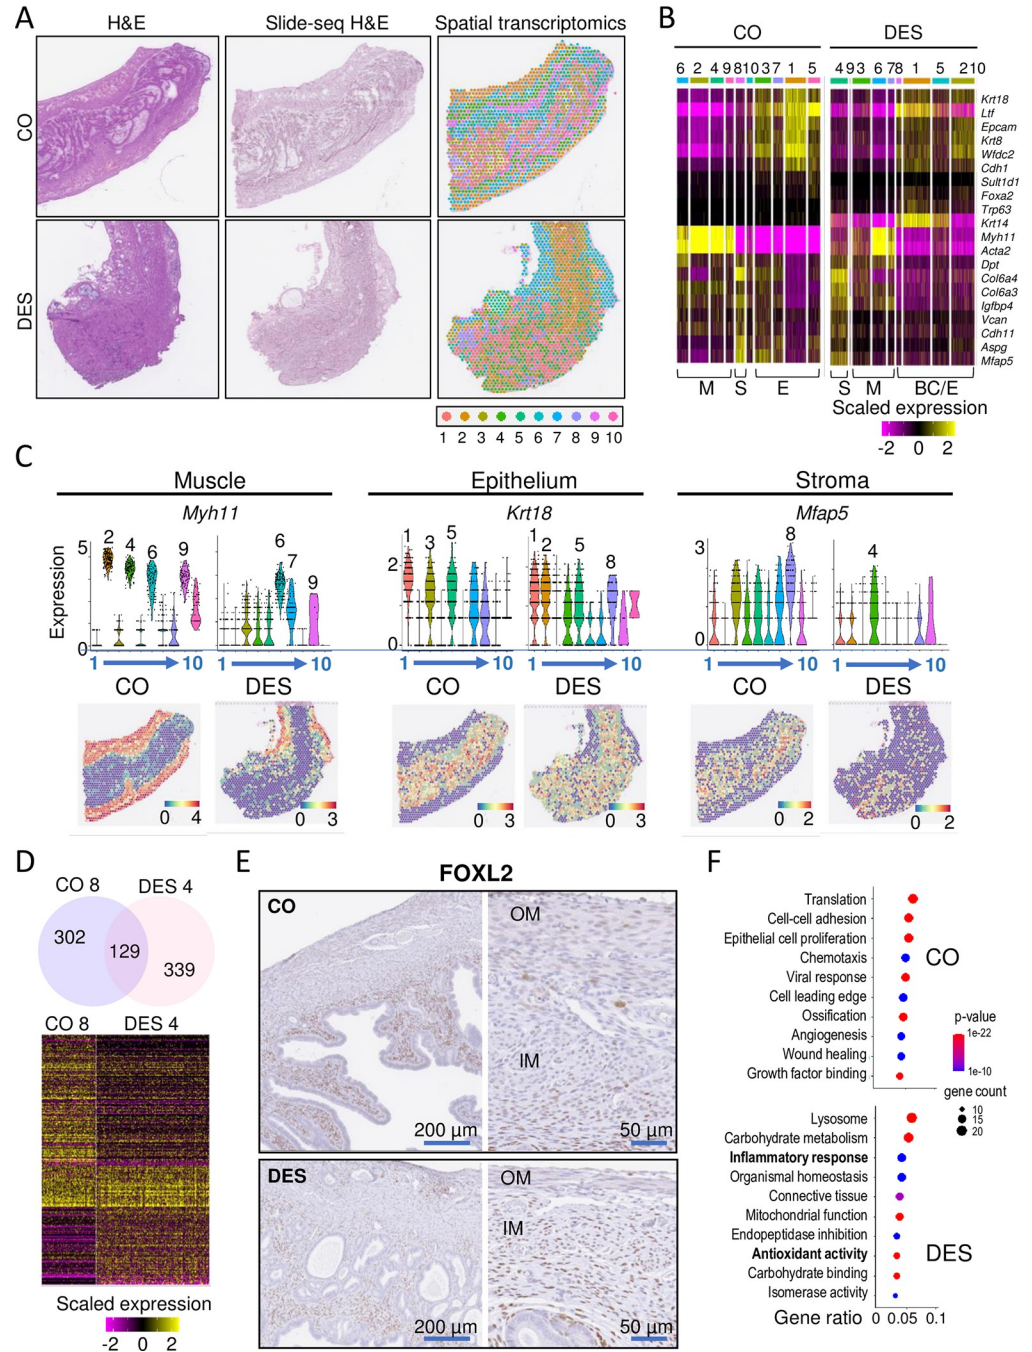 A
H&E
Slide-seq H&E
Spatial transcriptomics
CO
DES
1 2 3 4 5 6 7 8 9 10
B
CO
DES
6 2 4 9 8 10 3 7 1 5
4 9 3 6 7 8 1 5 2 10
Krt18
Ltf
Epcam
Krt8
Wfdc2
Cdh1
Sult1d1
Foxa2
Trp63
Krt14
Myh11
Acta2
Dpt
Col6a4
Col6a3
Igfbp4
Vcan
Cdh11
Aspg
Mfap5
M S E
S M BC/E
Scaled expression
-2 0 2
C
Muscle
Epithelium
Stroma
Myh11
Krt18
Mfap5
Expression
5
0
2 4 6 9
6 7 9
2
0
1 3 5
1 2 5 8
3
0
8
4
1 10
1 10
1 10
1 10
1 10
1 10
CO
DES
CO
DES
CO
DES
0 4
0 3
0 3
0 3
0 2
0 2
D
CO 8
DES 4
302
129
339
CO 8
DES 4
Scaled expression
-2 0 2
E
FOXL2
CO
OM
IM
200 µm
50 µm
DES
OM
IM
200 µm
50 µm
F
Translation
Cell-cell adhesion
Epithelial cell proliferation
Chemotaxis
Viral response
Cell leading edge
Ossification
Angiogenesis
Wound healing
Growth factor binding
CO
p-value
1e-22
1e-10
gene count
10
15
20
Lysosome
Carbohydrate metabolism
Inflammatory response
Organismal homeostasis
Connective tissue
Mitochondrial function
Endopeptidase inhibition
Antioxidant activity
Carbohydrate binding
Isomerase activity
DES
Gene ratio
0 0.05 0.1